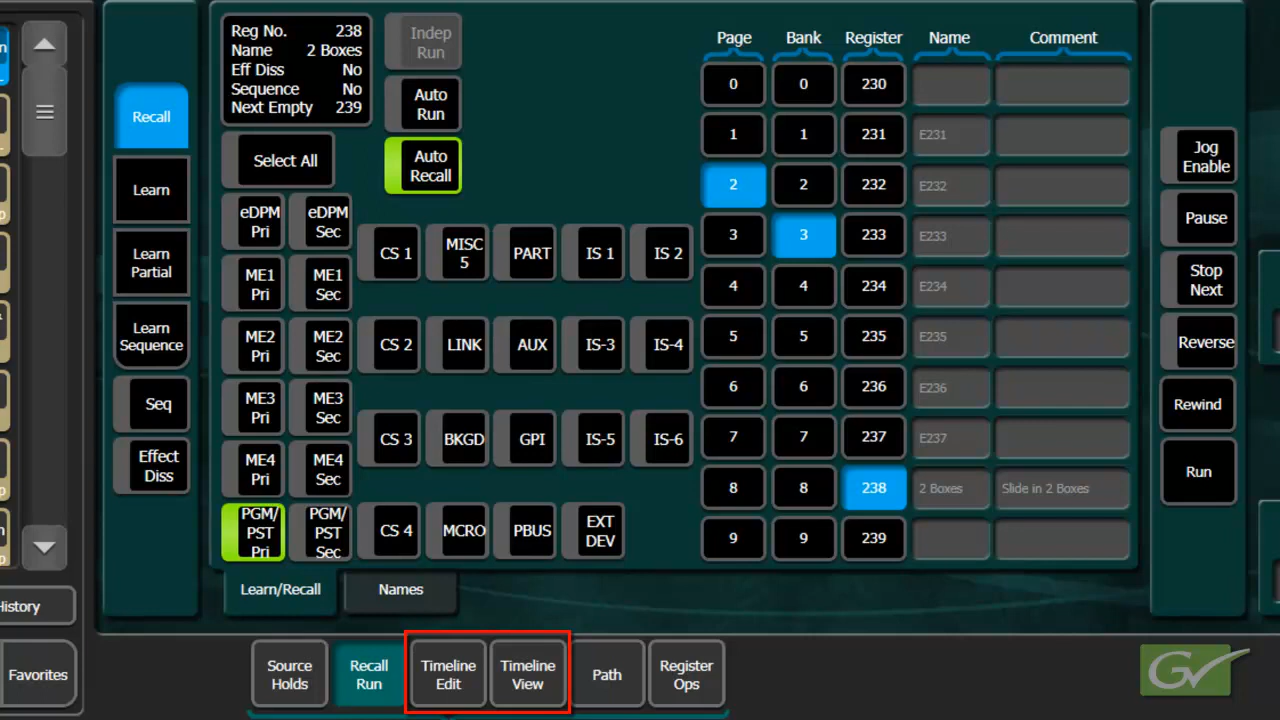 Reg No. 238
Name 2 Boxes
Eff Diss No
Sequence No
Next Empty 239
Indep
Run
Auto
Run
Auto
Recall
Select All
Recall
Learn
Learn
Partial
Learn
Sequence
Seq
Effect
Diss
eDPM
Pri
eDPM
Sec
ME1
Pri
ME1
Sec
ME2
Pri
ME2
Sec
ME3
Pri
ME3
Sec
ME4
Pri
ME4
Sec
PGM/
PST
Pri
PGM/
PST
Sec
CS 1
MISC
5
PART
IS 1
IS 2
CS 2
LINK
AUX
IS-3
IS-4
CS 3
BKGD
GPI
IS-5
IS-6
CS 4
MCRO
PBUS
EXT
DEV
Page Bank Register Name Comment
0 0 230
1 1 231 E231
2 2 232 E232
3 3 233 E233
4 4 234 E234
5 5 235 E235
6 6 236 E236
7 7 237 E237
8 8 238 2 Boxes Slide in 2 Boxes
9 9 239
Jog
Enable
Pause
Stop
Next
Reverse
Rewind
Run
Learn/Recall
Names
History
Favorites
Source
Holds
Recall
Run
Timeline
Edit
Timeline
View
Path
Register
Ops
GV